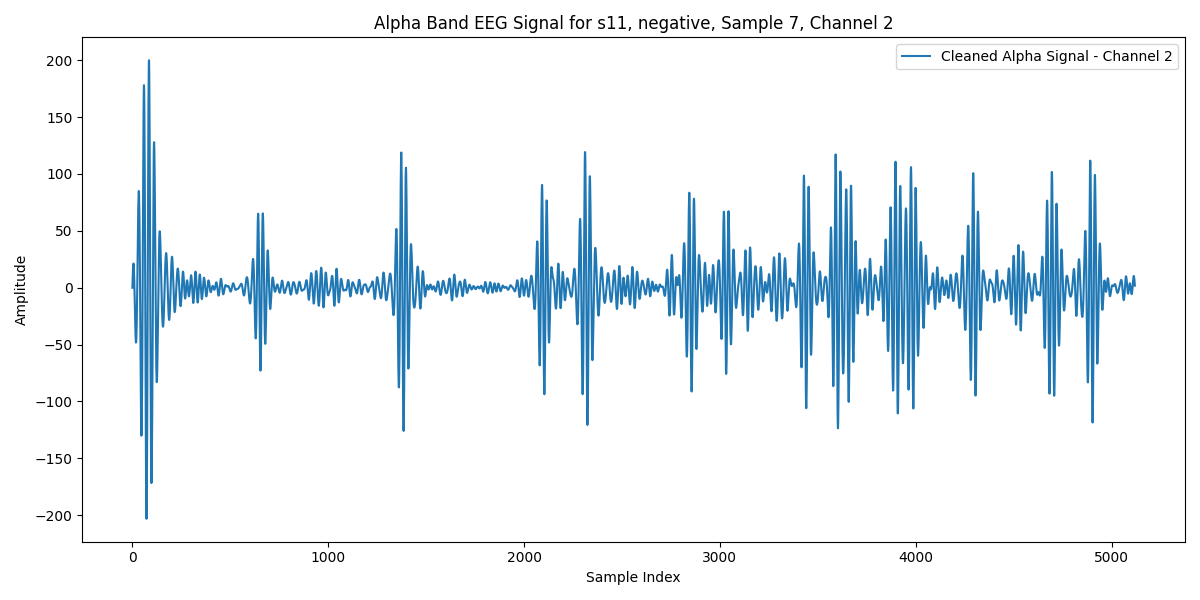 Alpha Band EEG Signal for s11, negative, Sample 7, Channel 2
Cleaned Alpha Signal - Channel 2
Amplitude
200
150
100
50
0
−50
−100
−150
−200
0 1000 2000 3000 4000 5000
Sample Index